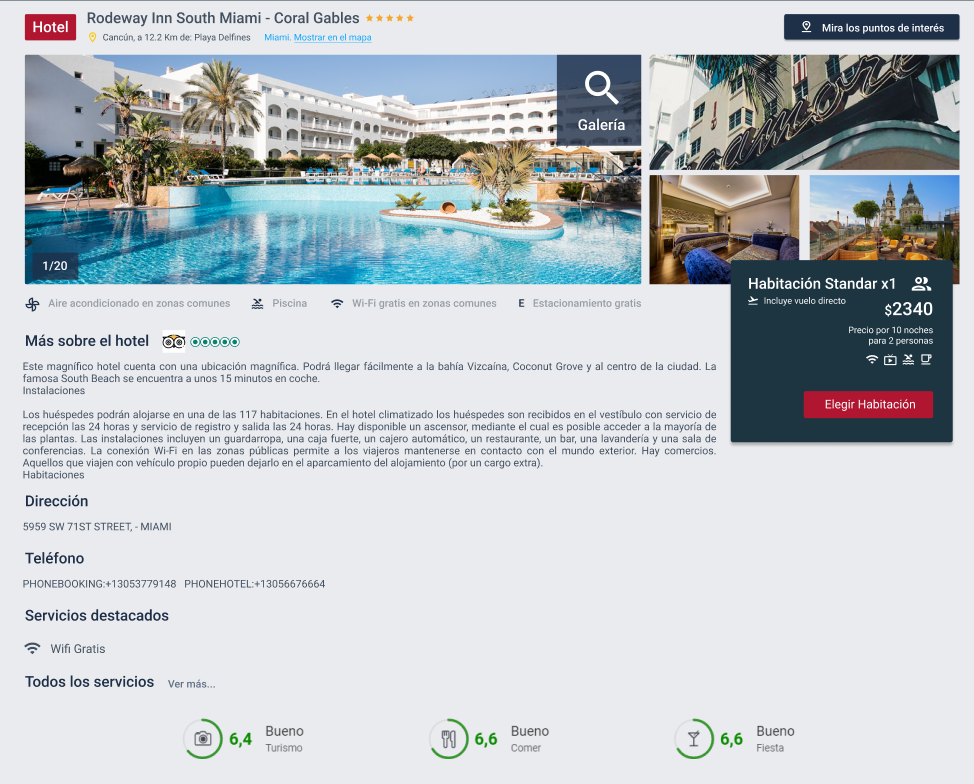 Hotel
Rodeway Inn South Miami - Coral Gables
Cancún, a 12.2 Km de: Playa Delfines Miami. Mostrar en el mapa
Mira los puntos de interés
Galería
1/20
Aire acondicionado en zonas comunes Piscina Wi-Fi gratis en zonas comunes E Estacionamiento gratis
Habitación Standar x1
Incluye vuelo directo
$2340
Precio por 10 noches
para 2 personas
Elegir Habitación
Más sobre el hotel
Este magnífico hotel cuenta con una ubicación magnífica. Podrá llegar fácilmente a la bahía Vizcaína, Coconut Grove y al centro de la ciudad. La
famosa South Beach se encuentra a unos 15 minutos en coche.
Instalaciones
Los huéspedes podrán alojarse en una de las 117 habitaciones. En el hotel climatizado los huéspedes son recibidos en el vestíbulo con servicio de
recepción las 24 horas y servicio de registro y salida las 24 horas. Hay disponible un ascensor, mediante el cual es posible acceder a la mayoría de
las plantas. Las instalaciones incluyen un guardarropa, una caja fuerte, un cajero automático, un restaurante, un bar, una lavandería y una sala de
conferencias. La conexión Wi-Fi en las zonas públicas permite a los viajeros mantenerse en contacto con el mundo exterior. Hay comercios.
Aquellos que viajen con vehículo propio pueden dejarlo en el aparcamiento del alojamiento (por un cargo extra).
Habitaciones
Dirección
5959 SW 71ST STREET, - MIAMI
Teléfono
PHONEBOOKING:+13053779148 PHONEHOTEL:+13056676664
Servicios destacados
Wifi Gratis
Todos los servicios Ver más...
6,4 Bueno
Turismo
6,6 Bueno
Comer
6,6 Bueno
Fiesta